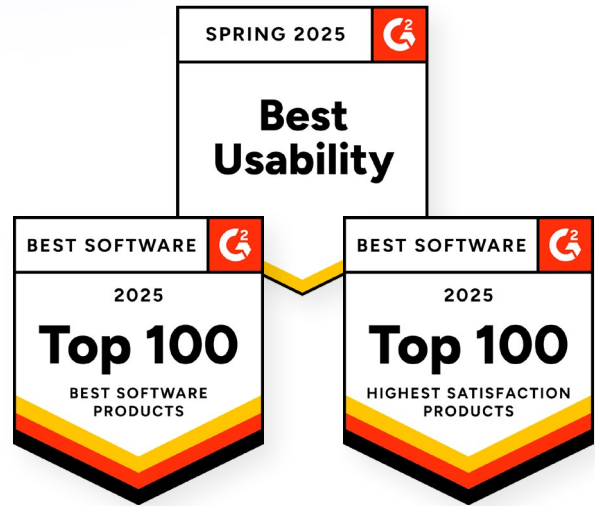 SPRING 2025
G2
Best
Usability
BEST SOFTWARE
G2
2025
Top 100
BEST SOFTWARE
PRODUCTS
BEST SOFTWARE
G2
2025
Top 100
HIGHEST SATISFACTION
PRODUCTS